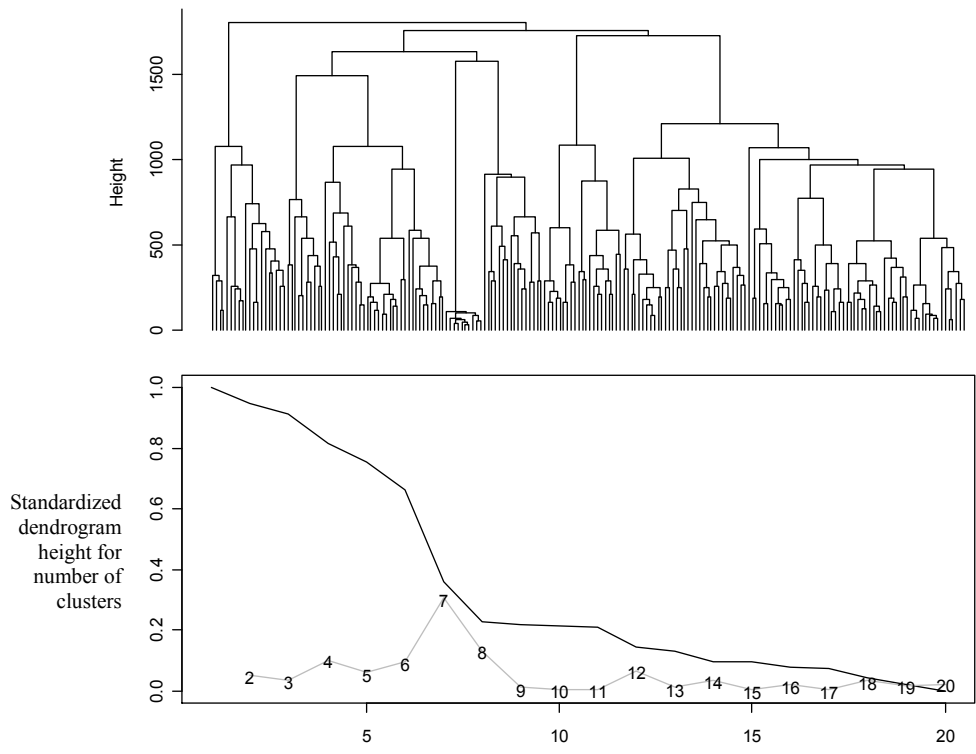 1500
1000
500
0
Height
1.0
0.8
0.6
0.4
0.2
0.0
Standardized
dendrogram
height for
number of
clusters
2 3 4 5 6 7 8 9 10 11 12 13 14 15 16 17 18 19 20
5 10 15 20